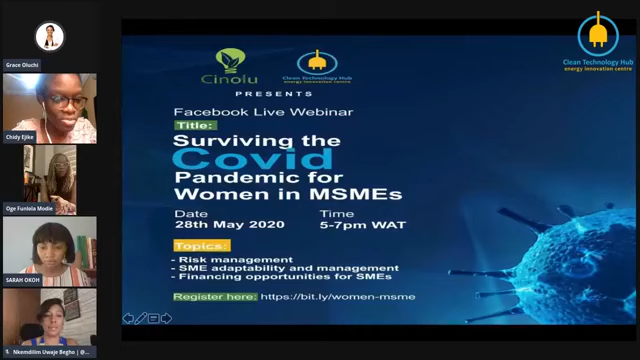 Grace Oluchi
Chidy Ejike
Oge Funlola Modie
SARAH OKOH
Nkemdilim Uwaje Begho | @...
Cinolu
Clean Technology Hub
energy innovation centre
PRESENTS
Facebook Live Webinar
Title:
Surviving the
Covid
Pandemic for
Women in MSMEs
Date
28th May 2020
Time
5-7pm WAT
Topics:
- Risk management
- SME adaptability and management
- Financing opportunities for SMEs
Register here: https://bit.ly/women-msme
Clean Technology Hub
energy innovation centre